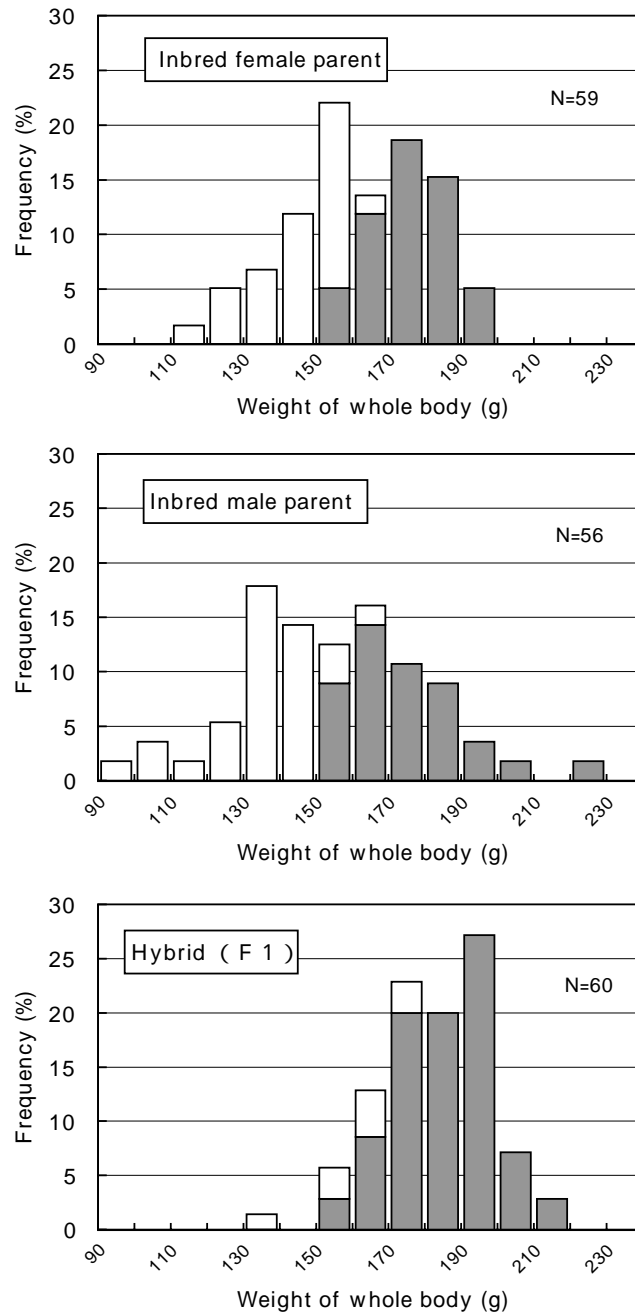 30
Inbred female parent
25
N=59
20
15
10
5
0
Frequency (%)
90 110 130 150 170 190 210 230
Weight of whole body (g)
30
Inbred male parent
25
N=56
20
15
10
5
0
Frequency (%)
90 110 130 150 170 190 210 230
Weight of whole body (g)
30
Hybrid ( F 1 )
25
N=60
20
15
10
5
0
Frequency (%)
90 110 130 150 170 190 210 230
Weight of whole body (g)